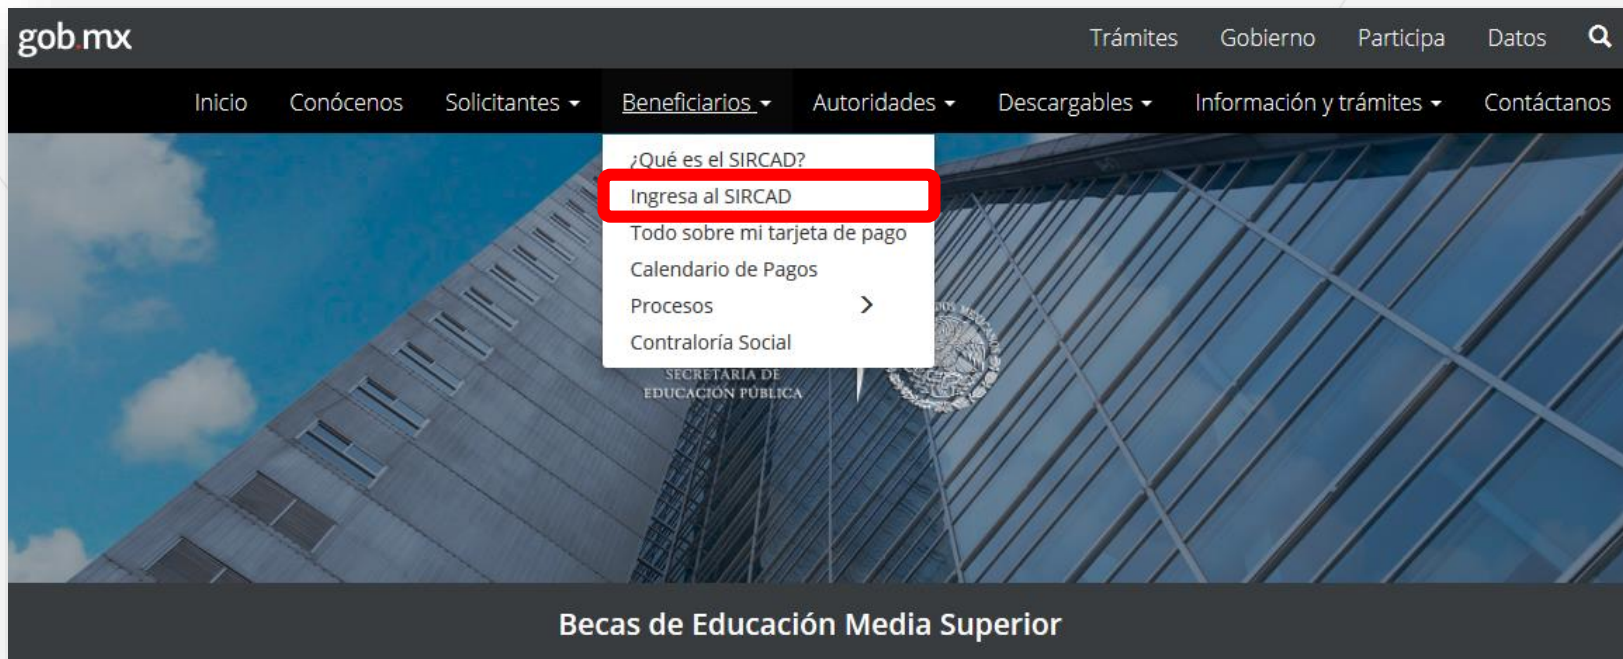 gob.mx
Trámites Gobierno Participa Datos
Inicio Conócenos Solicitantes Beneficiarios Autoridades Descargables Información y trámites Contáctanos
¿Qué es el SIRCAD?
Ingresa al SIRCAD
Todo sobre mi tarjeta de pago
Calendario de Pagos
Procesos
Contraloría Social
SECRETARÍA DE
EDUCACIÓN PÚBLICA
Becas de Educación Media Superior